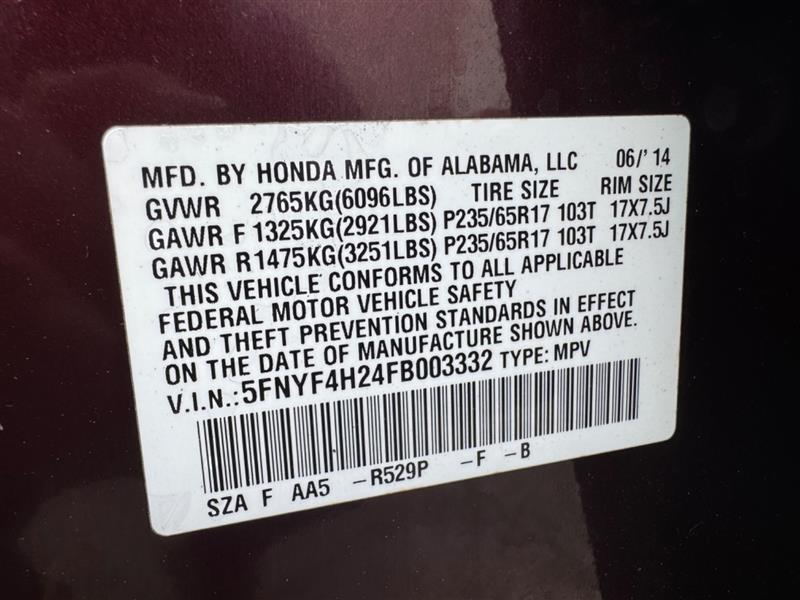 MFD. BY HONDA MFG. OF ALABAMA, LLC 06/' 14
GVWR 2765KG(6096LBS) TIRE SIZE RIM SIZE
GAWR F 1325KG(2921LBS) P235/65R17 103T 17X7.5J
GAWR R 1475KG(3251LBS) P235/65R17 103T 17X7.5J
THIS VEHICLE CONFORMS TO ALL APPLICABLE
FEDERAL MOTOR VEHICLE SAFETY
AND THEFT PREVENTION STANDARDS IN EFFECT
ON THE DATE OF MANUFACTURE SHOWN ABOVE.
V.I.N.: 5FNYF4H24FB003332 TYPE: MPV
SZA F AA5 -R529P -F -B